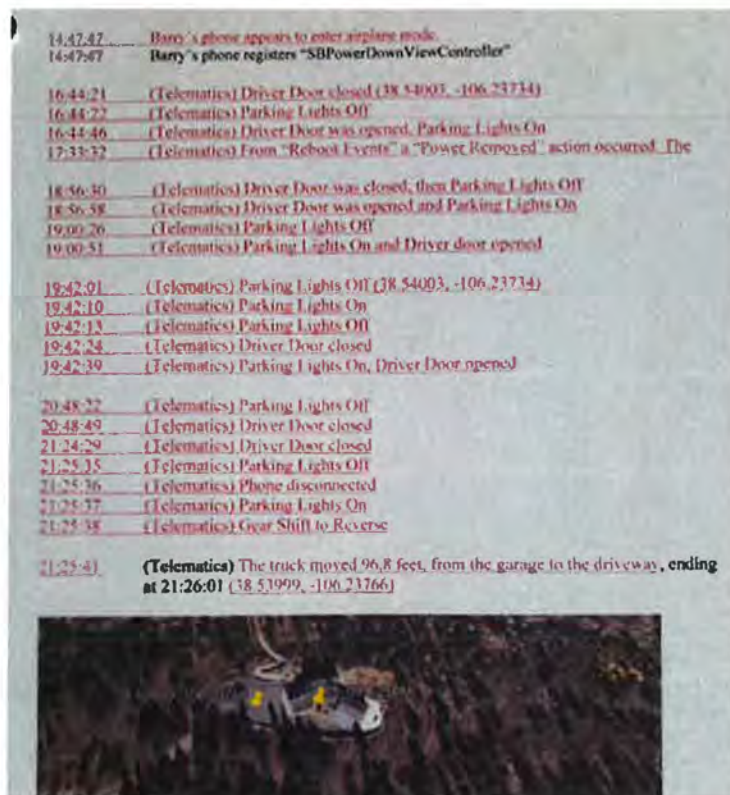 14:47:47 Barry's phone appears to enter airplane mode.
14:47:47 Barry's phone registers "SBPowerDownViewController"
16:44:21 (Telematics) Driver Door closed (38.54003, -106.23734)
16:44:22 (Telematics) Parking Lights Off
16:44:46 (Telematics) Driver Door was opened, Parking Lights On
17:33:32 (Telematics) From "Reboot Events" a "Power Removed" action occurred. The
18:56:30 (Telematics) Driver Door was closed, then Parking Lights Off
18:56:58 (Telematics) Driver Door was opened and Parking Lights On
19:00:26 (Telematics) Parking Lights Off
19:00:51 (Telematics) Parking Lights On and Driver door opened
19:42:01 (Telematics) Parking Lights Off (38.54003, -106.23734)
19:42:10 (Telematics) Parking Lights On
19:42:13 (Telematics) Parking Lights Off
19:42:24 (Telematics) Driver Door closed
19:42:39 (Telematics) Parking Lights On, Driver Door opened
20:48:22 (Telematics) Parking Lights Off
20:48:49 (Telematics) Driver Door closed
21:24:29 (Telematics) Driver Door closed
21:25:35 (Telematics) Parking Lights Off
21:25:36 (Telematics) Phone disconnected
21:25:37 (Telematics) Parking Lights On
21:25:38 (Telematics) Gear Shift to Reverse
21:25:41 (Telematics) The truck moved 96.8 feet, from the garage to the driveway, ending
at 21:26:01 (38.53999, -106.23766)